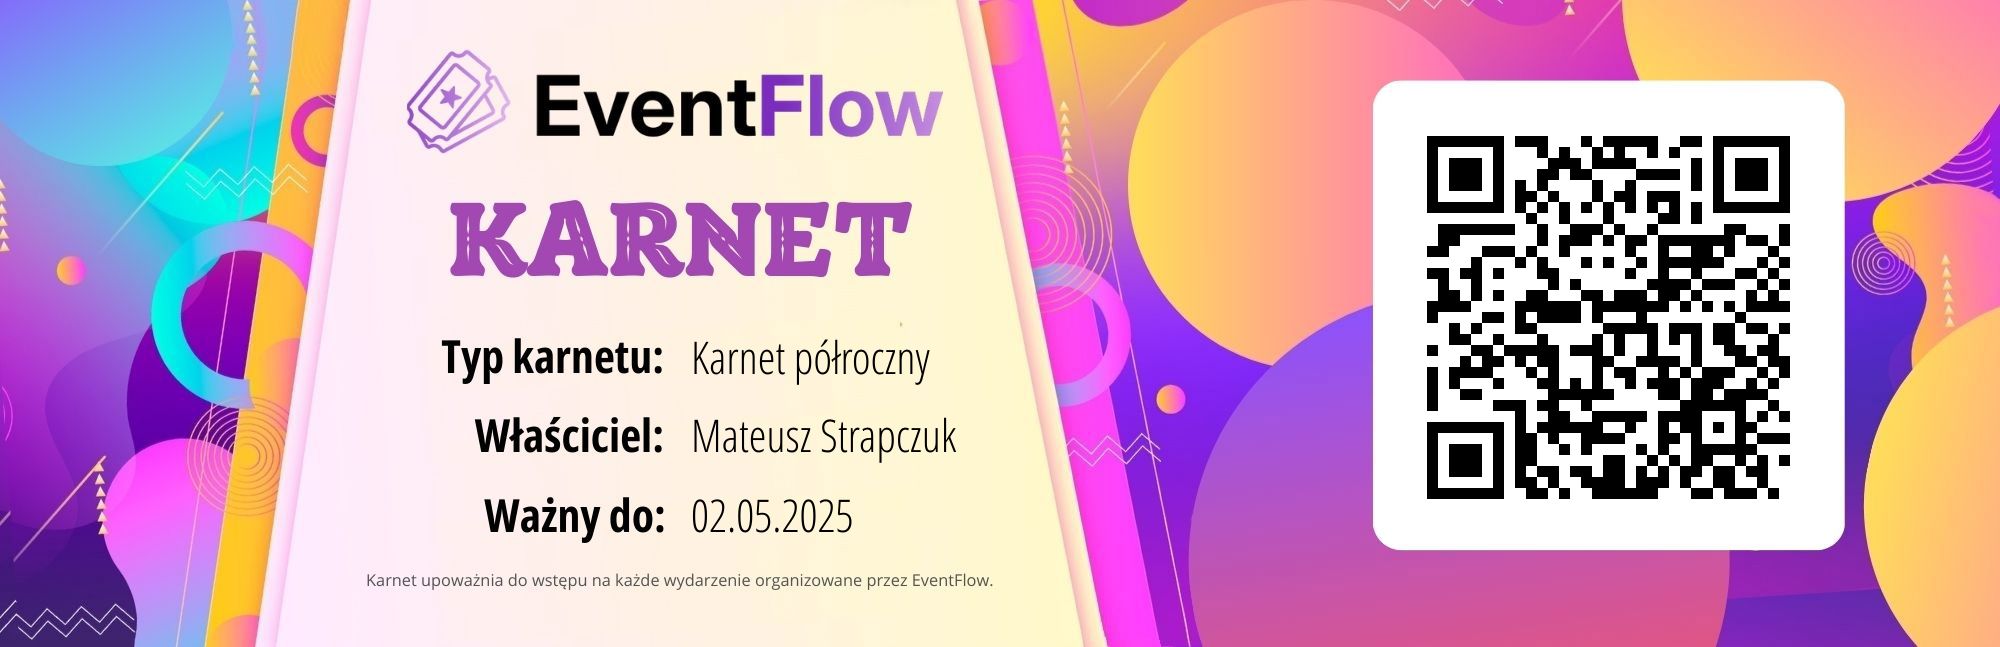 EventFlow
KARNET
Typ karnetu: Karnet półroczny
Właściciel: Mateusz Strapczuk
Ważny do: 02.05.2025
Karnet upoważnia do wstępu na każde wydarzenie organizowane przez EventFlow.